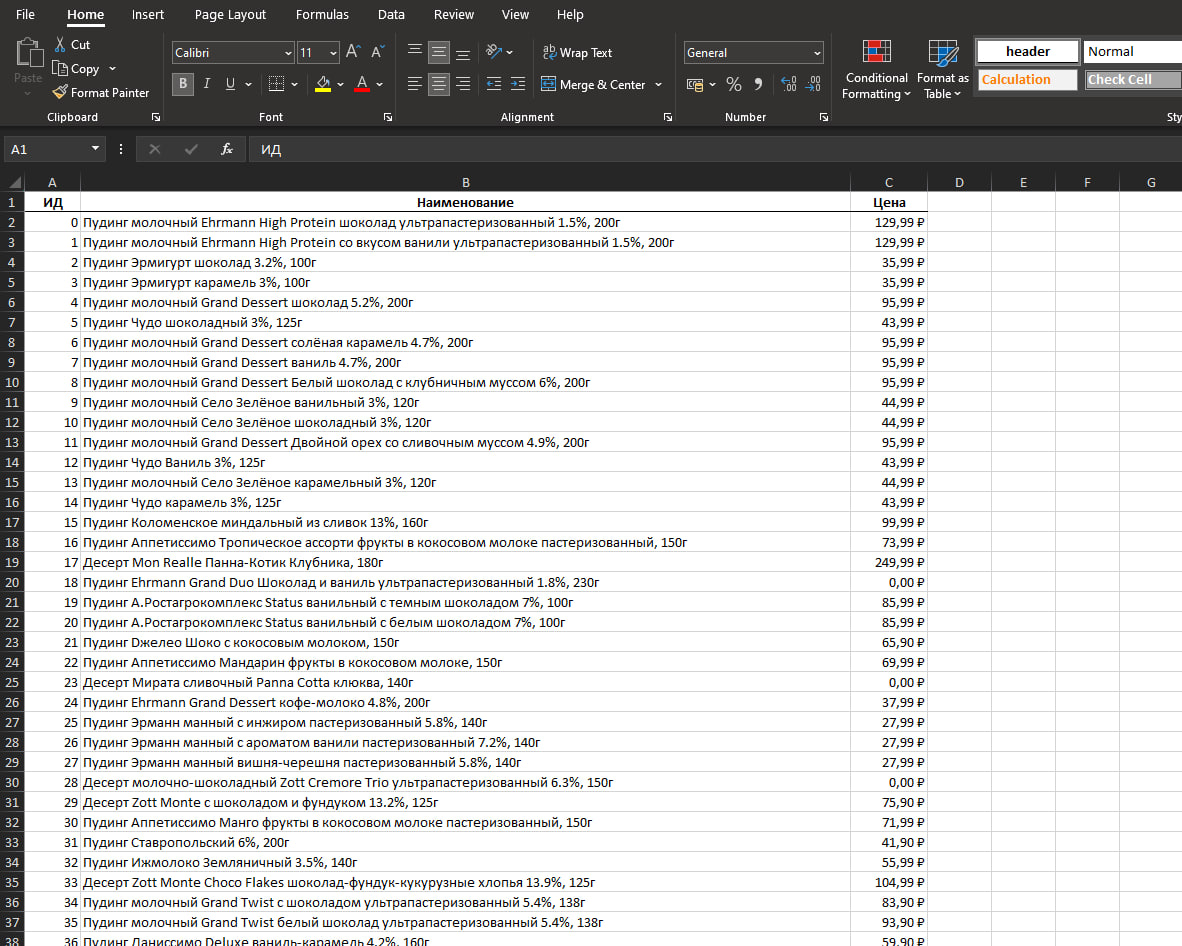 File Home Insert Page Layout Formulas Data Review View Help
Paste Cut Copy Format Painter Clipboard
Calibri 11 A A B I U A Font
ab Wrap Text Merge & Center Alignment
General % Number
Conditional Formatting Format as Table
header Normal
Calculation Check Cell
Sty
A1 fx ИД
A B C D E F G
1 ИД Наименование Цена
2 0 Пудинг молочный Ehrmann High Protein шоколад ультрапастеризованный 1.5%, 200г 129,99 ₽
3 1 Пудинг молочный Ehrmann High Protein со вкусом ванили ультрапастеризованный 1.5%, 200г 129,99 ₽
4 2 Пудинг Эрмигурт шоколад 3.2%, 100г 35,99 ₽
5 3 Пудинг Эрмигурт карамель 3%, 100г 35,99 ₽
6 4 Пудинг молочный Grand Dessert шоколад 5.2%, 200г 95,99 ₽
7 5 Пудинг Чудо шоколадный 3%, 125г 43,99 ₽
8 6 Пудинг молочный Grand Dessert солёная карамель 4.7%, 200г 95,99 ₽
9 7 Пудинг молочный Grand Dessert ваниль 4.7%, 200г 95,99 ₽
10 8 Пудинг молочный Grand Dessert Белый шоколад с клубничным муссом 6%, 200г 95,99 ₽
11 9 Пудинг молочный Село Зелёное ванильный 3%, 120г 44,99 ₽
12 10 Пудинг молочный Село Зелёное шоколадный 3%, 120г 44,99 ₽
13 11 Пудинг молочный Grand Dessert Двойной орех со сливочным муссом 4.9%, 200г 95,99 ₽
14 12 Пудинг Чудо Ваниль 3%, 125г 43,99 ₽
15 13 Пудинг молочный Село Зелёное карамельный 3%, 120г 44,99 ₽
16 14 Пудинг Чудо карамель 3%, 125г 43,99 ₽
17 15 Пудинг Коломенское миндальный из сливок 13%, 160г 99,99 ₽
18 16 Пудинг Аппетиссимо Тропическое ассорти фрукты в кокосовом молоке пастеризованный, 150г 73,99 ₽
19 17 Десерт Mon Realle Панна-Котик Клубника, 180г 249,99 ₽
20 18 Пудинг Ehrmann Grand Duo Шоколад и ваниль ультрапастеризованный 1.8%, 230г 0,00 ₽
21 19 Пудинг А.Ростагрокомплекс Status ванильный с темным шоколадом 7%, 100г 85,99 ₽
22 20 Пудинг А.Ростагрокомплекс Status ванильный с белым шоколадом 7%, 100г 85,99 ₽
23 21 Пудинг Dжелео Шоко с кокосовым молоком, 150г 65,90 ₽
24 22 Пудинг Аппетиссимо Мандарин фрукты в кокосовом молоке, 150г 69,99 ₽
25 23 Десерт Мирата сливочный Panna Cotta клюква, 140г 0,00 ₽
26 24 Пудинг Ehrmann Grand Dessert кофе-молоко 4.8%, 200г 37,99 ₽
27 25 Пудинг Эрманн манный с инжиром пастеризованный 5.8%, 140г 27,99 ₽
28 26 Пудинг Эрманн манный с ароматом ванили пастеризованный 7.2%, 140г 27,99 ₽
29 27 Пудинг Эрманн манный вишня-черешня пастеризованный 5.8%, 140г 27,99 ₽
30 28 Десерт молочно-шоколадный Zott Cremore Trio ультрапастеризованный 6.3%, 150г 0,00 ₽
31 29 Десерт Zott Monte с шоколадом и фундуком 13.2%, 125г 75,90 ₽
32 30 Пудинг Аппетиссимо Манго фрукты в кокосовом молоке пастеризованный, 150г 71,99 ₽
33 31 Пудинг Ставропольский 6%, 200г 41,90 ₽
34 32 Пудинг Ижмолоко Земляничный 3.5%, 140г 55,99 ₽
35 33 Десерт Zott Monte Choco Flakes шоколад-фундук-кукурузные хлопья 13.9%, 125г 104,99 ₽
36 34 Пудинг молочный Grand Twist с шоколадом ультрапастеризованный 5.4%, 138г 83,90 ₽
37 35 Пудинг молочный Grand Twist белый шоколад ультрапастеризованный 5.4%, 138г 93,90 ₽
38 36 Пудинг Даниссимо Deluxe ваниль-карамель 4.2%, 160г 59,90 ₽